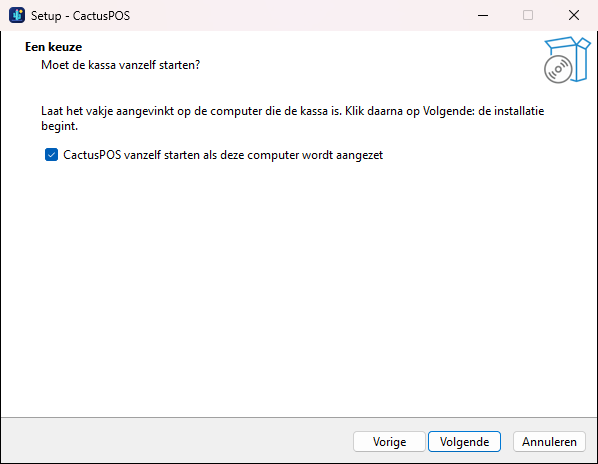 Setup - CactusPOS
Een keuze
Moet de kassa vanzelf starten?
Laat het vakje aangevinkt op de computer die de kassa is. Klik daarna op Volgende: de installatie
begint.
CactusPOS vanzelf starten als deze computer wordt aangezet
Vorige
Volgende
Annuleren